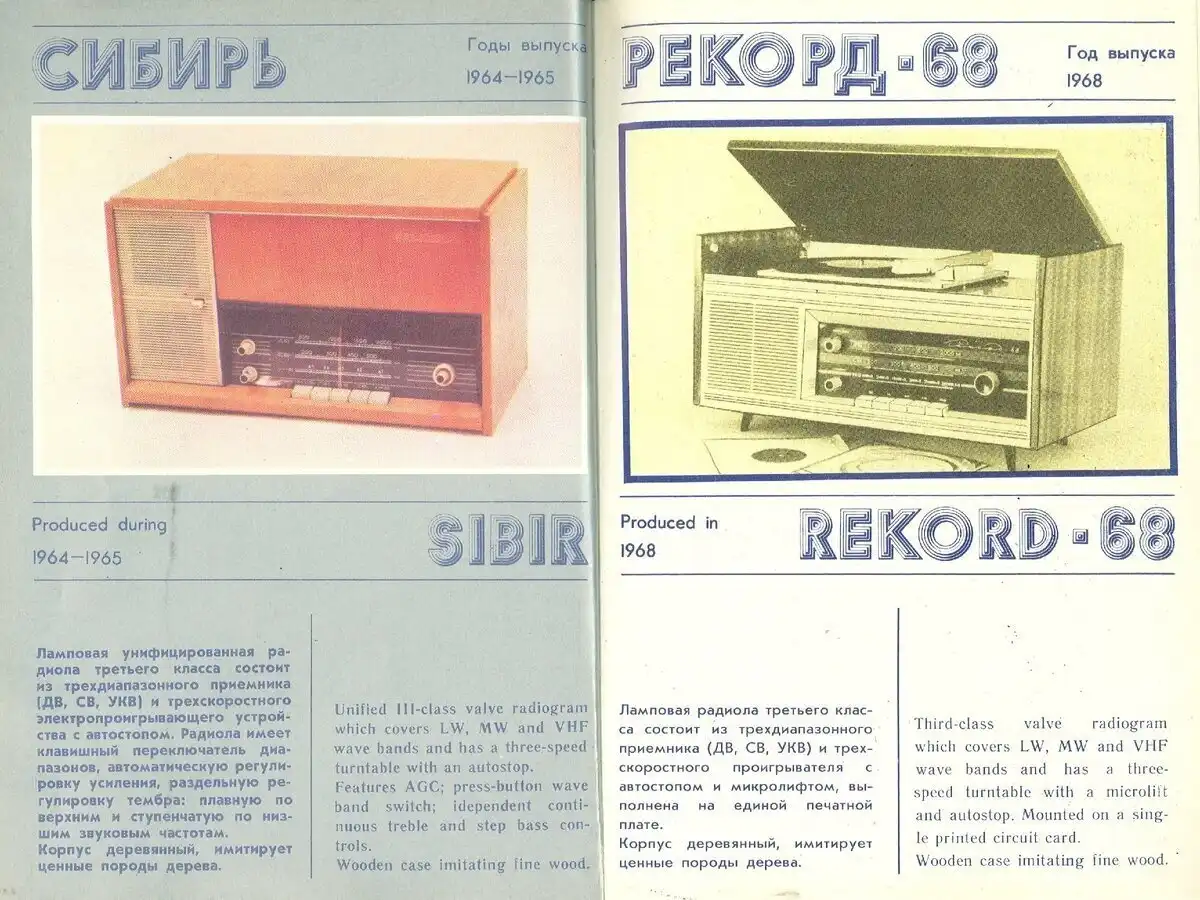 СИБИРЬ
Годы выпуска
1964—1965
Produced during
1964—1965
SIBIR
Ламповая унифицированная ра-
диола третьего класса состоит
из трехдиапазонного приемника
(ДВ, СВ, УКВ) и трехскоростного
электропроигрывающего устрой-
ства с автостопом. Радиола имеет
клавишный переключатель диа-
пазонов, автоматическую регули-
ровку усиления, раздельную ре-
гулировку тембра: плавную по
верхним и ступенчатую по низ-
шим звуковым частотам.
Корпус деревянный, имитирует
ценные породы дерева.
Unified III-class valve radiogram
which covers LW, MW and VHF
wave bands and has a three-speed
turntable with an autostop.
Features AGC; press-button wave
band switch; idependent conti-
nuous treble and step bass con-
trols.
Wooden case imitating fine wood.
РЕКОРД-68
Год выпуска
1968
Produced in
1968
REKORD-68
Ламповая радиола третьего клас-
са состоит из трехдиапазонного
приемника (ДВ, СВ, УКВ) и трех-
скоростного проигрывателя с
автостопом и микролифтом, вы-
полнена на единой печатной
плате.
Корпус деревянный, имитирует
ценные породы дерева.
Third-class valve radiogram
which covers LW, MW and VHF
wave bands and has a three-
speed turntable with a microlift
and autostop. Mounted on a sing-
le printed circuit card.
Wooden case imitating fine wood.